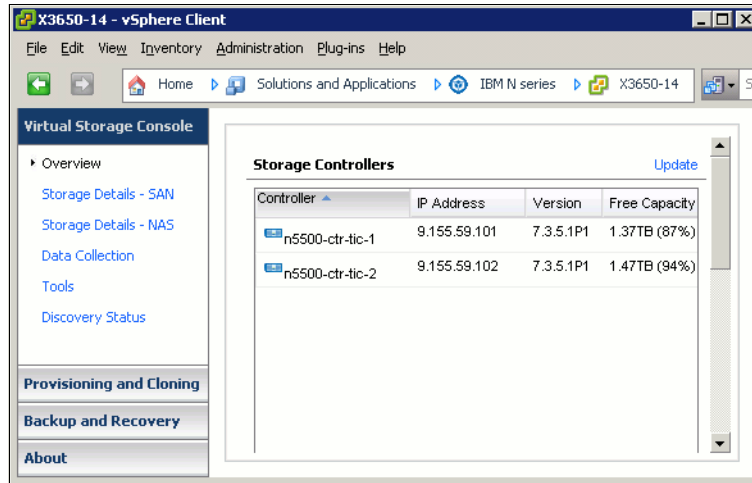 X3650-14 - vSphere Client
File Edit View Inventory Administration Plug-ins Help
Home Solutions and Applications IBM N series X3650-14
Virtual Storage Console
Overview
Storage Details - SAN
Storage Details - NAS
Data Collection
Tools
Discovery Status
Provisioning and Cloning
Backup and Recovery
About
Storage Controllers Update
Controller IP Address Version Free Capacity
n5500-ctr-tic-1 9.155.59.101 7.3.5.1P1 1.37TB (87%)
n5500-ctr-tic-2 9.155.59.102 7.3.5.1P1 1.47TB (94%)